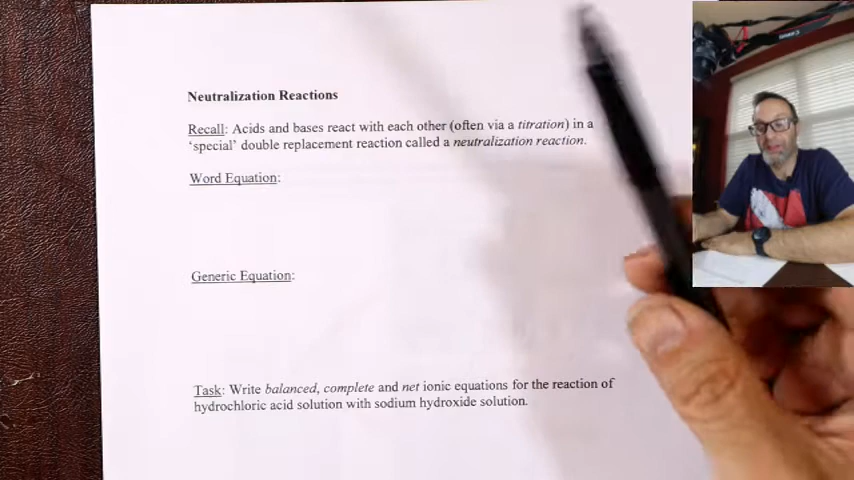 Neutralization Reactions
Recall: Acids and bases react with each other (often via a titration) in a
‘special’ double replacement reaction called a neutralization reaction.
Word Equation:
Generic Equation:
Task: Write balanced, complete and net ionic equations for the reaction of
hydrochloric acid solution with sodium hydroxide solution.